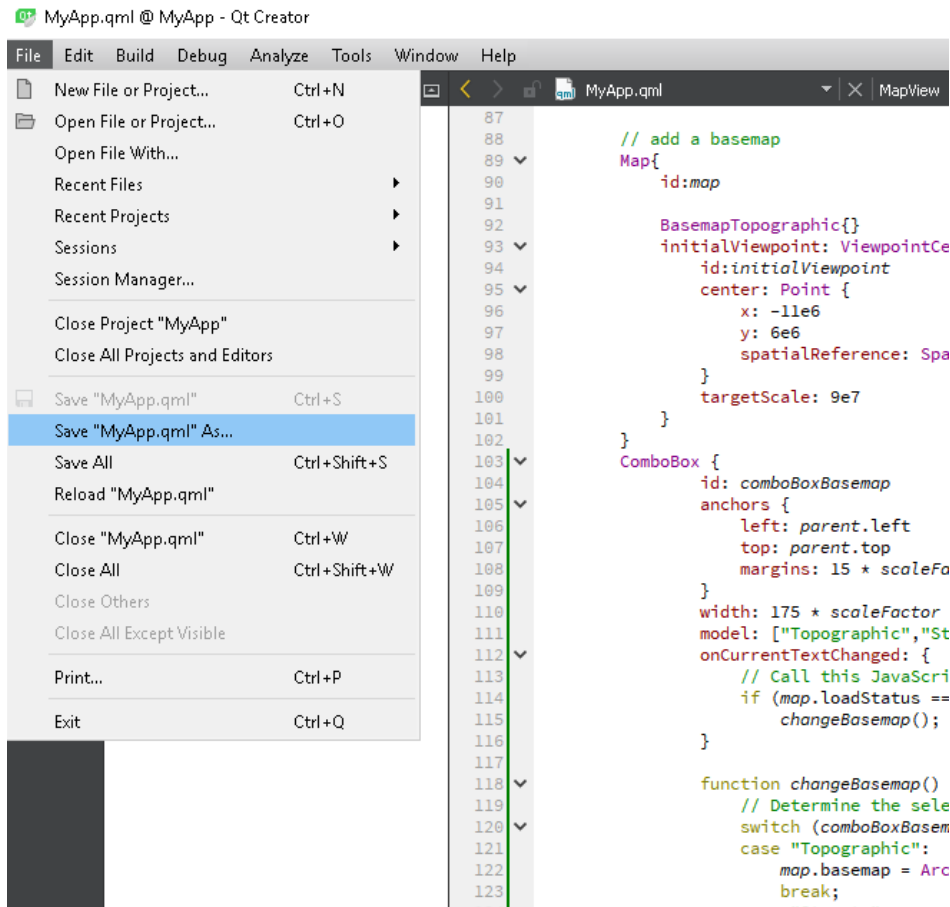 MyApp.qml @ MyApp - Qt Creator
File Edit Build Debug Analyze Tools Window Help
New File or Project... Ctrl+N
Open File or Project... Ctrl+O
Open File With...
Recent Files
Recent Projects
Sessions
Session Manager...
Close Project "MyApp"
Close All Projects and Editors
Save "MyApp.qml" Ctrl+S
Save "MyApp.qml" As...
Save All Ctrl+Shift+S
Reload "MyApp.qml"
Close "MyApp.qml" Ctrl+W
Close All Ctrl+Shift+W
Close Others
Close All Except Visible
Print... Ctrl+P
Exit Ctrl+Q
MyApp.qml MapView
87
88 // add a basemap
89 Map{
90 id:map
91
92 BasemapTopographic{}
93 initialViewpoint: ViewpointCe
94 id:initialViewpoint
95 center: Point {
96 x: -11e6
97 y: 6e6
98 spatialReference: Spa
99 }
100 targetScale: 9e7
101 }
102 }
103 ComboBox {
104 id: comboBoxBasemap
105 anchors {
106 left: parent.left
107 top: parent.top
108 margins: 15 * scaleFa
109 }
110 width: 175 * scaleFactor
111 model: ["Topographic","St
112 onCurrentTextChanged: {
113 // Call this JavaScri
114 if (map.loadStatus ==
115 changeBasemap();
116 }
117
118 function changeBasemap()
119 // Determine the sele
120 switch (comboBoxBasem
121 case "Topographic":
122 map.basemap = Arc
123 break;